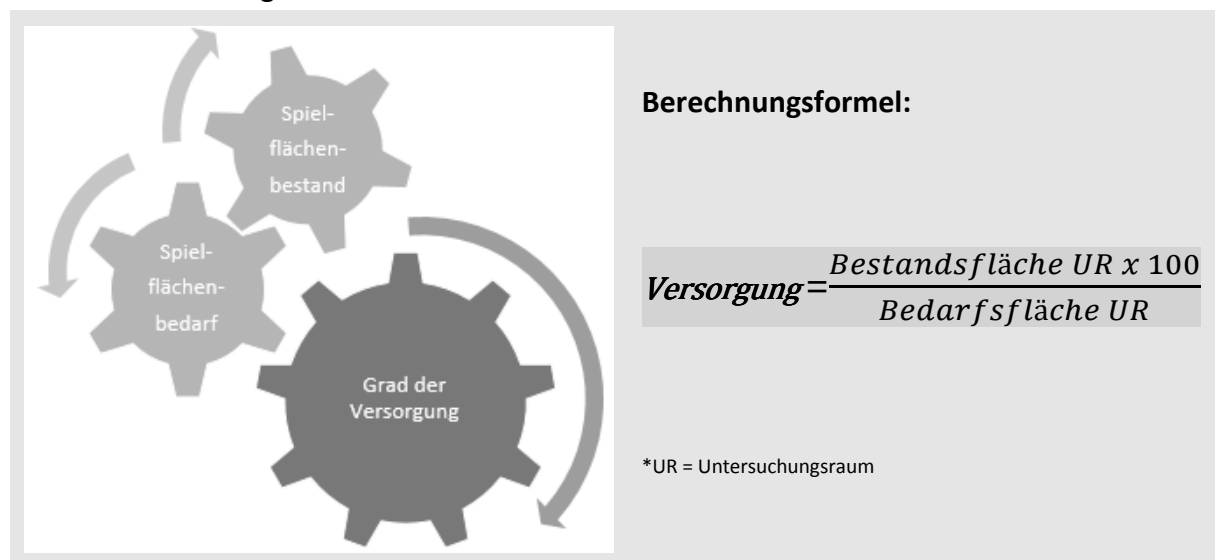 Spiel-
flächen-
bestand
Spiel-
flächen-
bedarf
Grad der
Versorgung
Berechnungsformel:
Versorgung=Bestandsfläche UR x 100
Bedarfsfläche UR
*UR = Untersuchungsraum